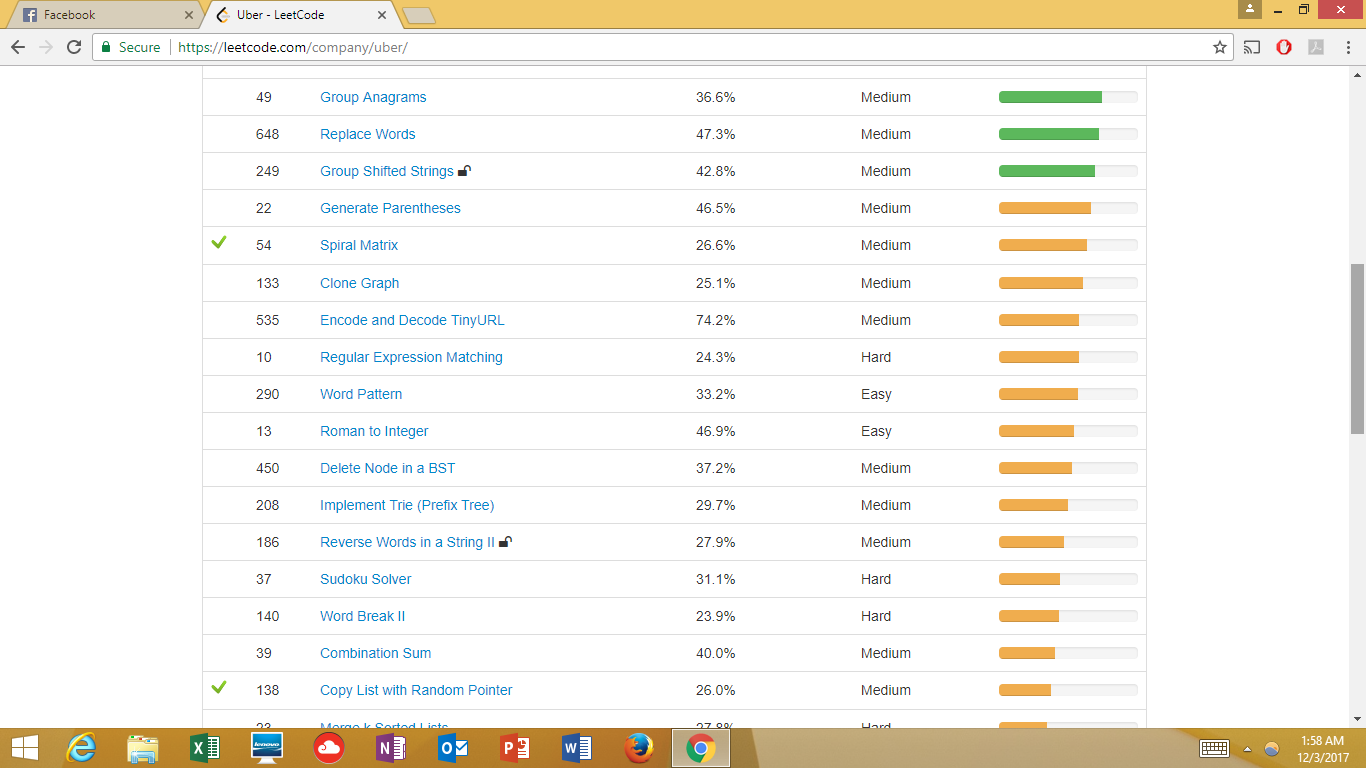 Facebook
Uber - LeetCode
Secure https://leetcode.com/company/uber/
49 Group Anagrams 36.6% Medium
648 Replace Words 47.3% Medium
249 Group Shifted Strings 42.8% Medium
22 Generate Parentheses 46.5% Medium
54 Spiral Matrix 26.6% Medium
133 Clone Graph 25.1% Medium
535 Encode and Decode TinyURL 74.2% Medium
10 Regular Expression Matching 24.3% Hard
290 Word Pattern 33.2% Easy
13 Roman to Integer 46.9% Easy
450 Delete Node in a BST 37.2% Medium
208 Implement Trie (Prefix Tree) 29.7% Medium
186 Reverse Words in a String II 27.9% Medium
37 Sudoku Solver 31.1% Hard
140 Word Break II 23.9% Hard
39 Combination Sum 40.0% Medium
138 Copy List with Random Pointer 26.0% Medium
23 Merge k Sorted Lists 27.8% Hard
lenovo
1:58 AM
12/3/2017